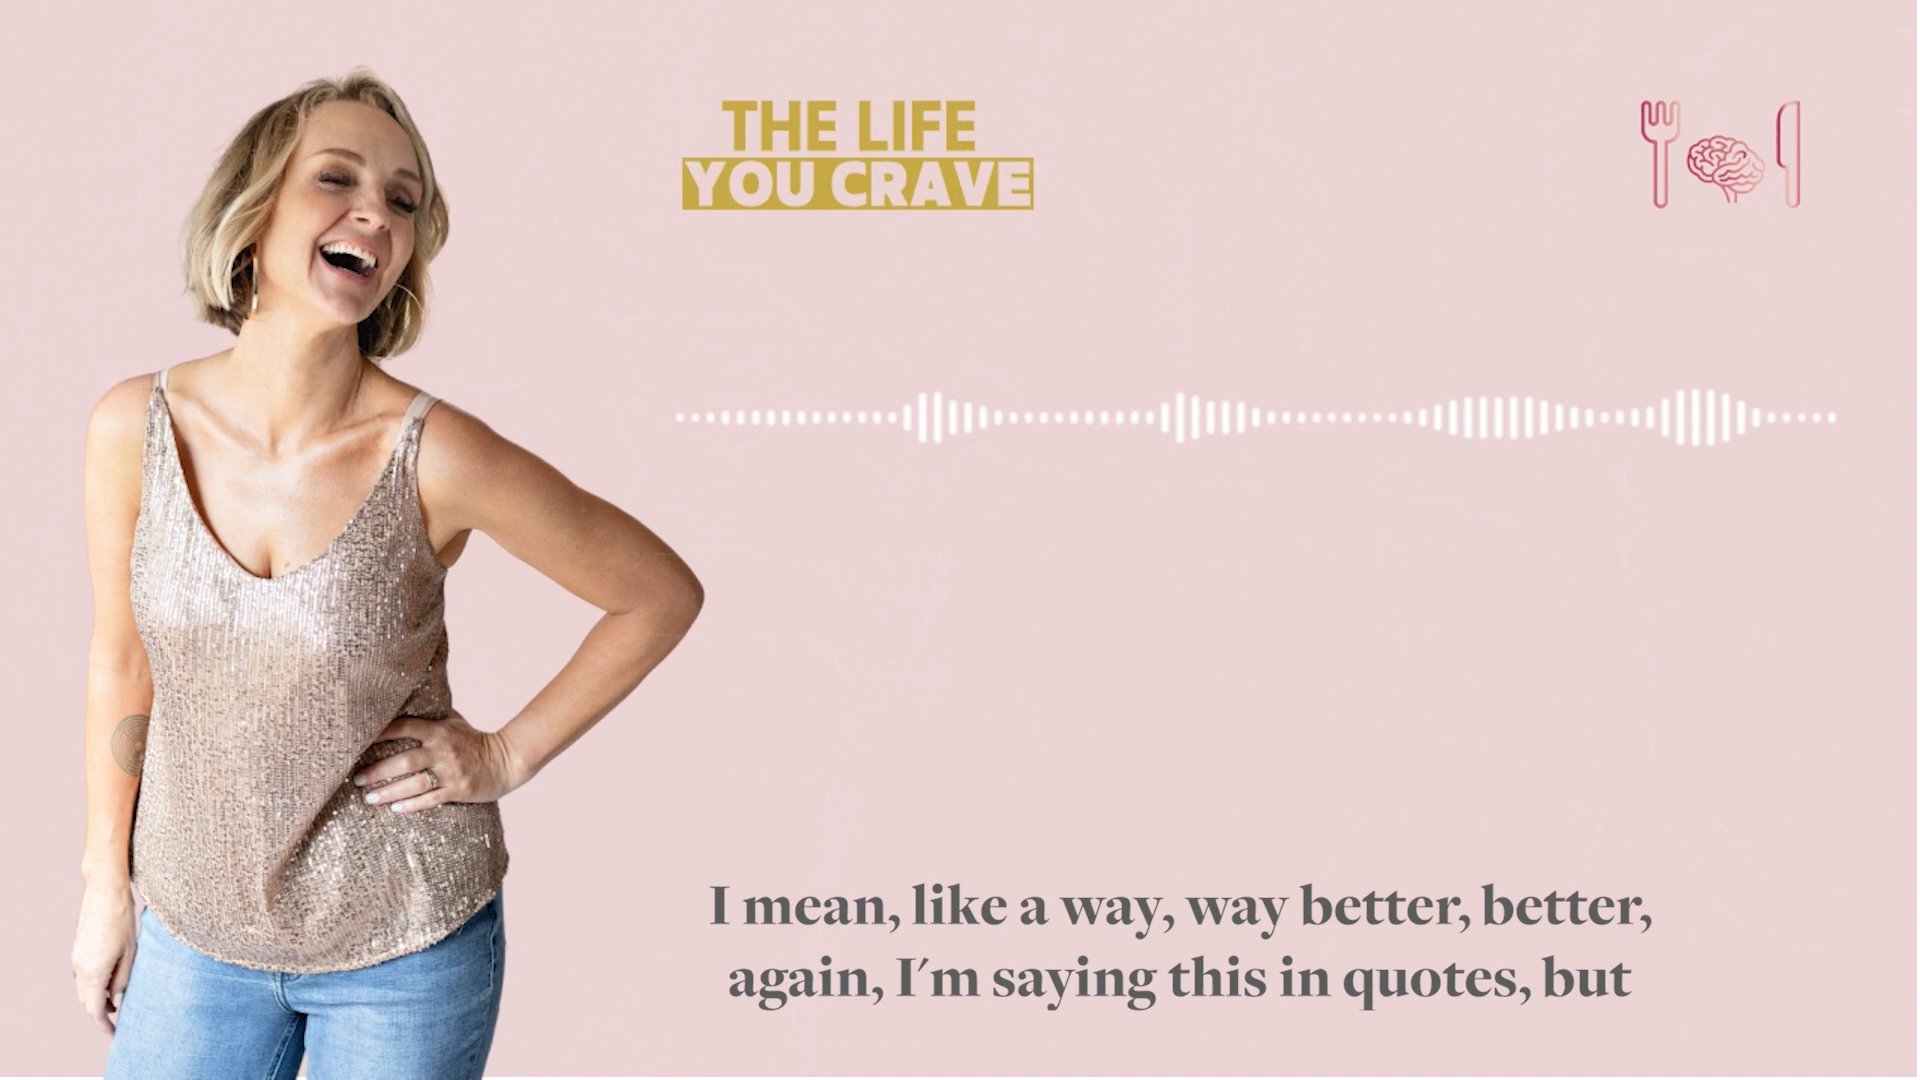 THE LIFE
YOU CRAVE
I mean, like a way, way better, better,
again, I'm saying this in quotes, but